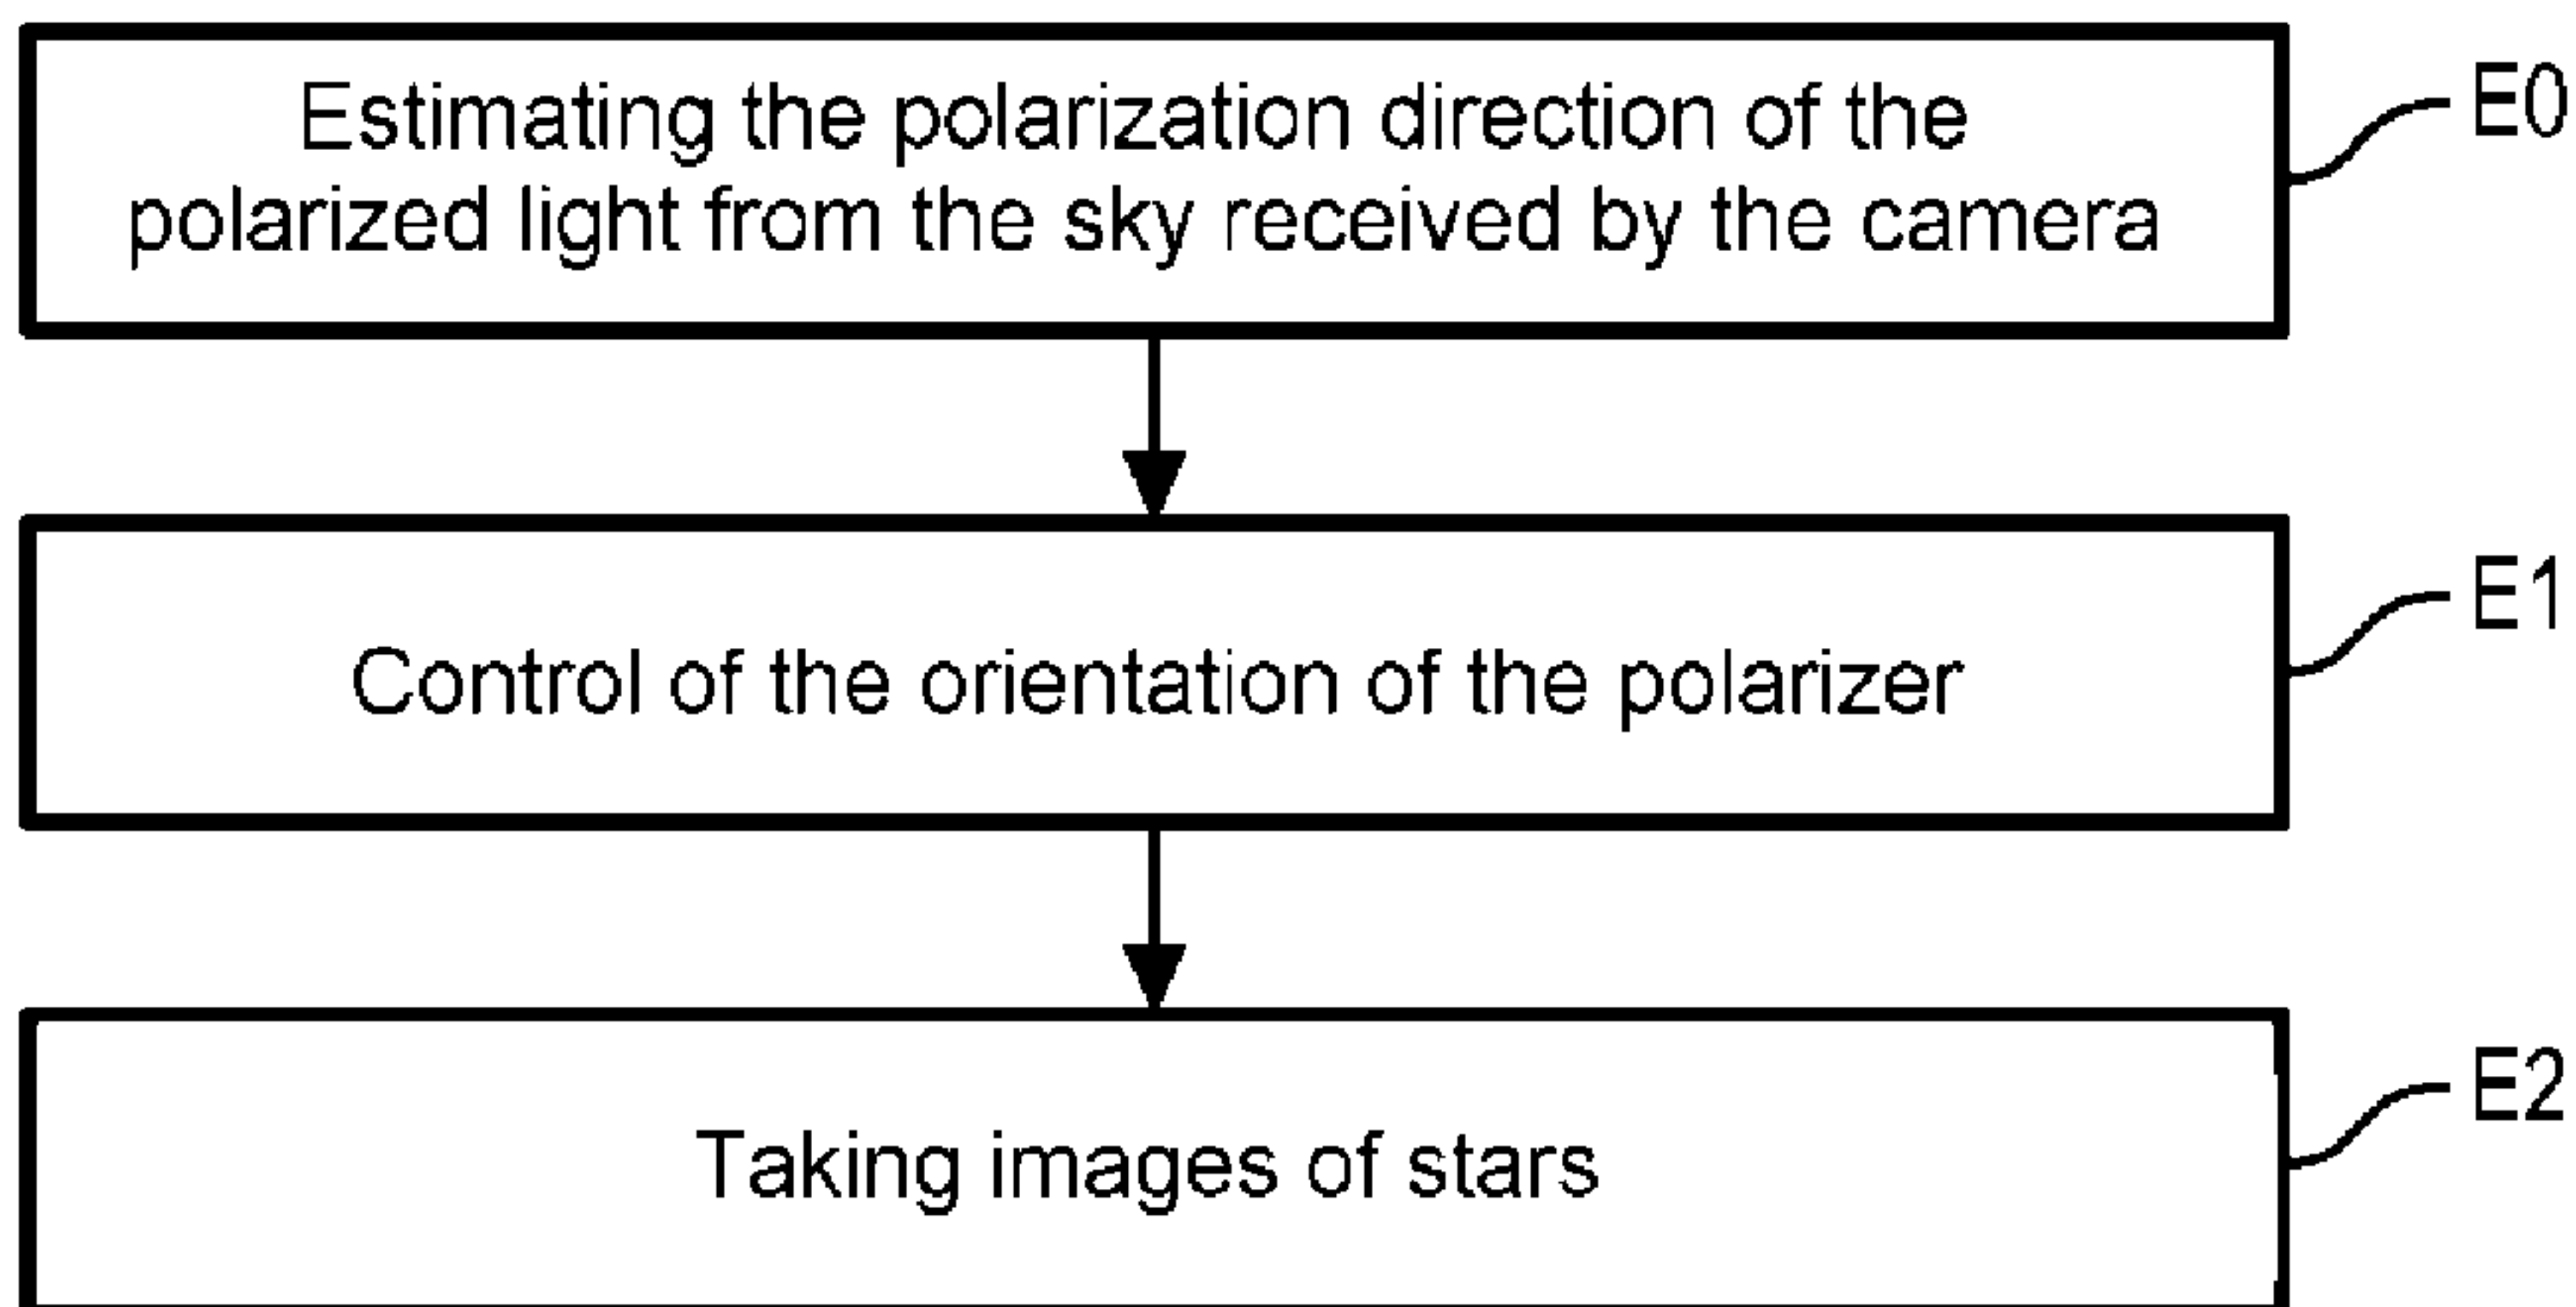 Estimating the polarization direction of the
polarized light from the sky received by the camera
E0
Control of the orientation of the polarizer
E1
Taking images of stars
E2